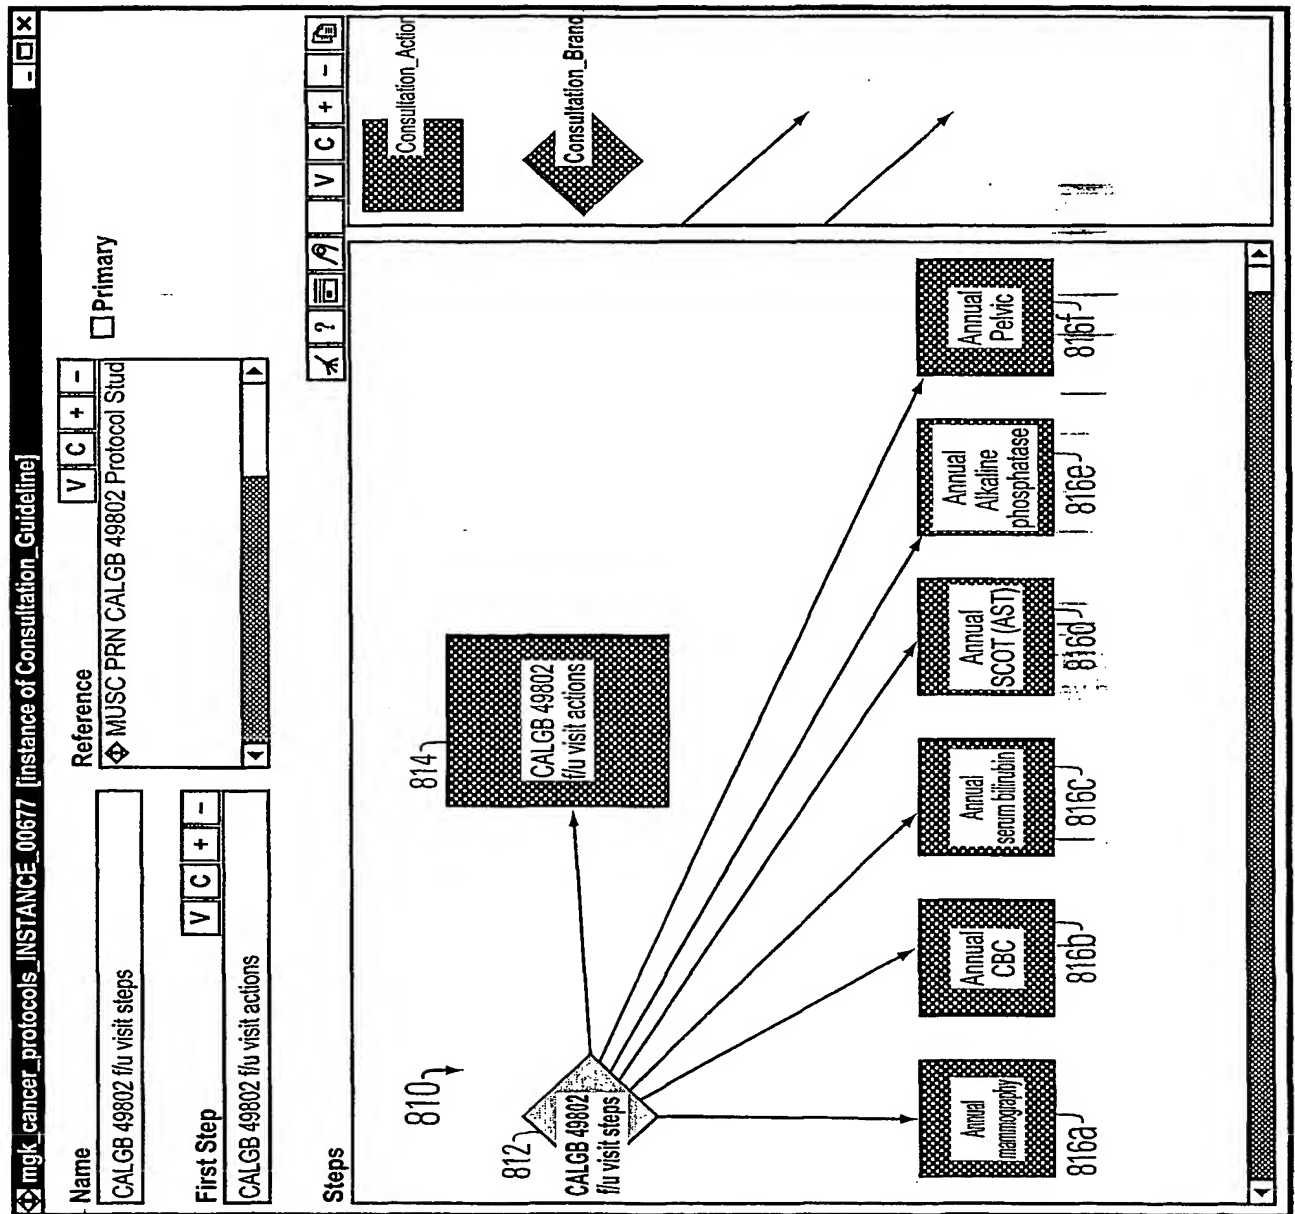 mgk_cancer_protocols_INSTANCE_00677 [instance of Consultation_Guideline]
Name
CALGB 49802 f/u visit steps
Reference
V C + -
MUSC PRN CALGB 49802 Protocol Stud
Primary
First Step
V C + -
CALGB 49802 f/u visit actions
Steps
? V C + -
810
812
CALGB 49802
f/u visit steps
814
CALGB 49802
f/u visit actions
Annual
mammography
816a
Annual
CBC
816b
Annual
serum bilirubin
816c
Annual
SCOT (AST)
816d
Annual
Alkaline
phosphatase
816e
Annual
Pelvic
816f
Consultation_Action
Consultation_Branc